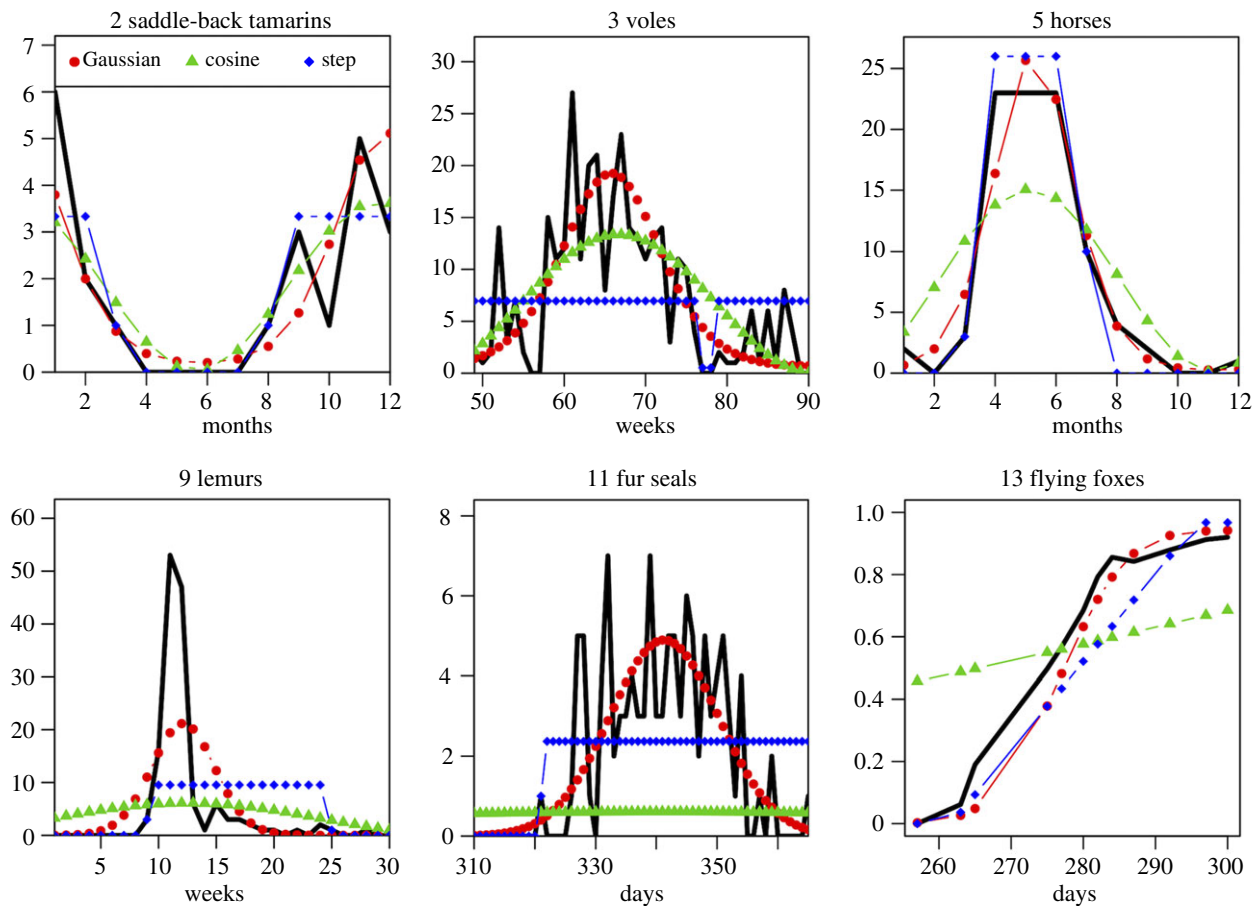 2 saddle-back tamarins
7
6
5
4
3
2
1
0
Gaussian
cosine
step
2 4 6 8 10 12
months
3 voles
30
25
20
15
10
5
0
50 60 70 80 90
weeks
5 horses
25
20
15
10
5
0
2 4 6 8 10 12
months
9 lemurs
60
50
40
30
20
10
0
5 10 15 20 25 30
weeks
11 fur seals
8
6
4
2
0
310 330 350
days
13 flying foxes
1.0
0.8
0.6
0.4
0.2
0
260 270 280 290 300
days